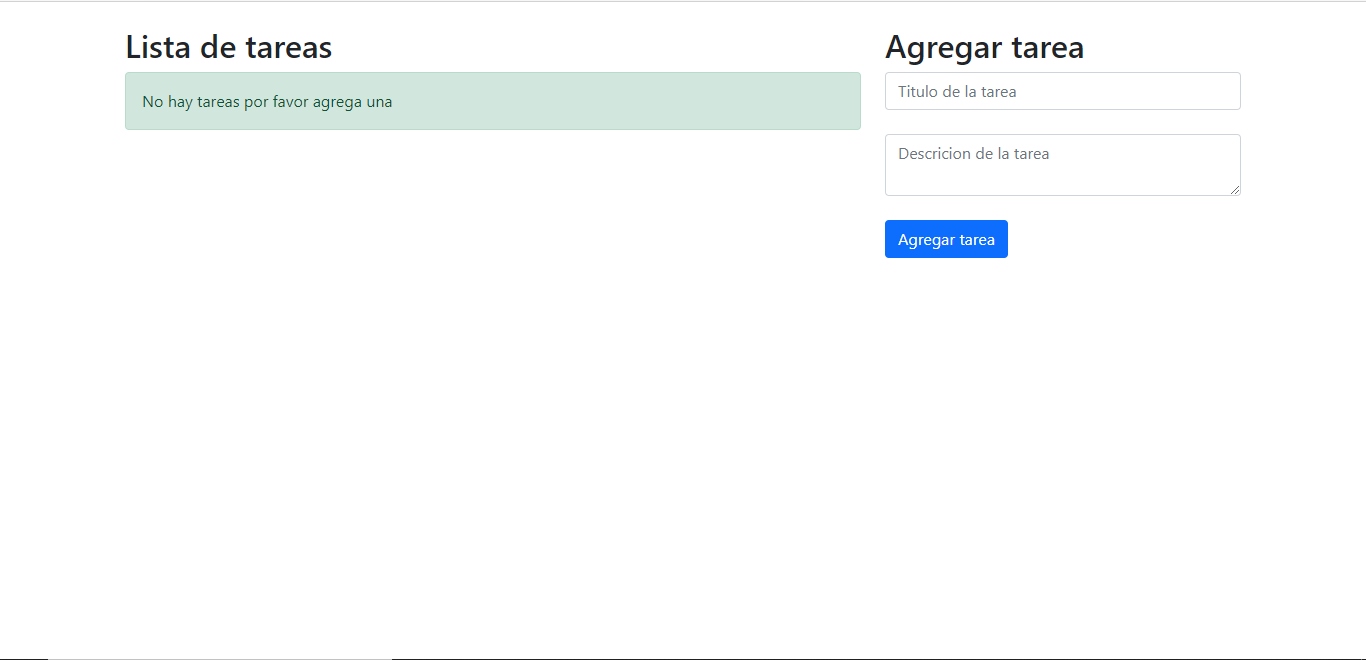 Lista de tareas
No hay tareas por favor agrega una
Agregar tarea
Titulo de la tarea
Descricion de la tarea
Agregar tarea